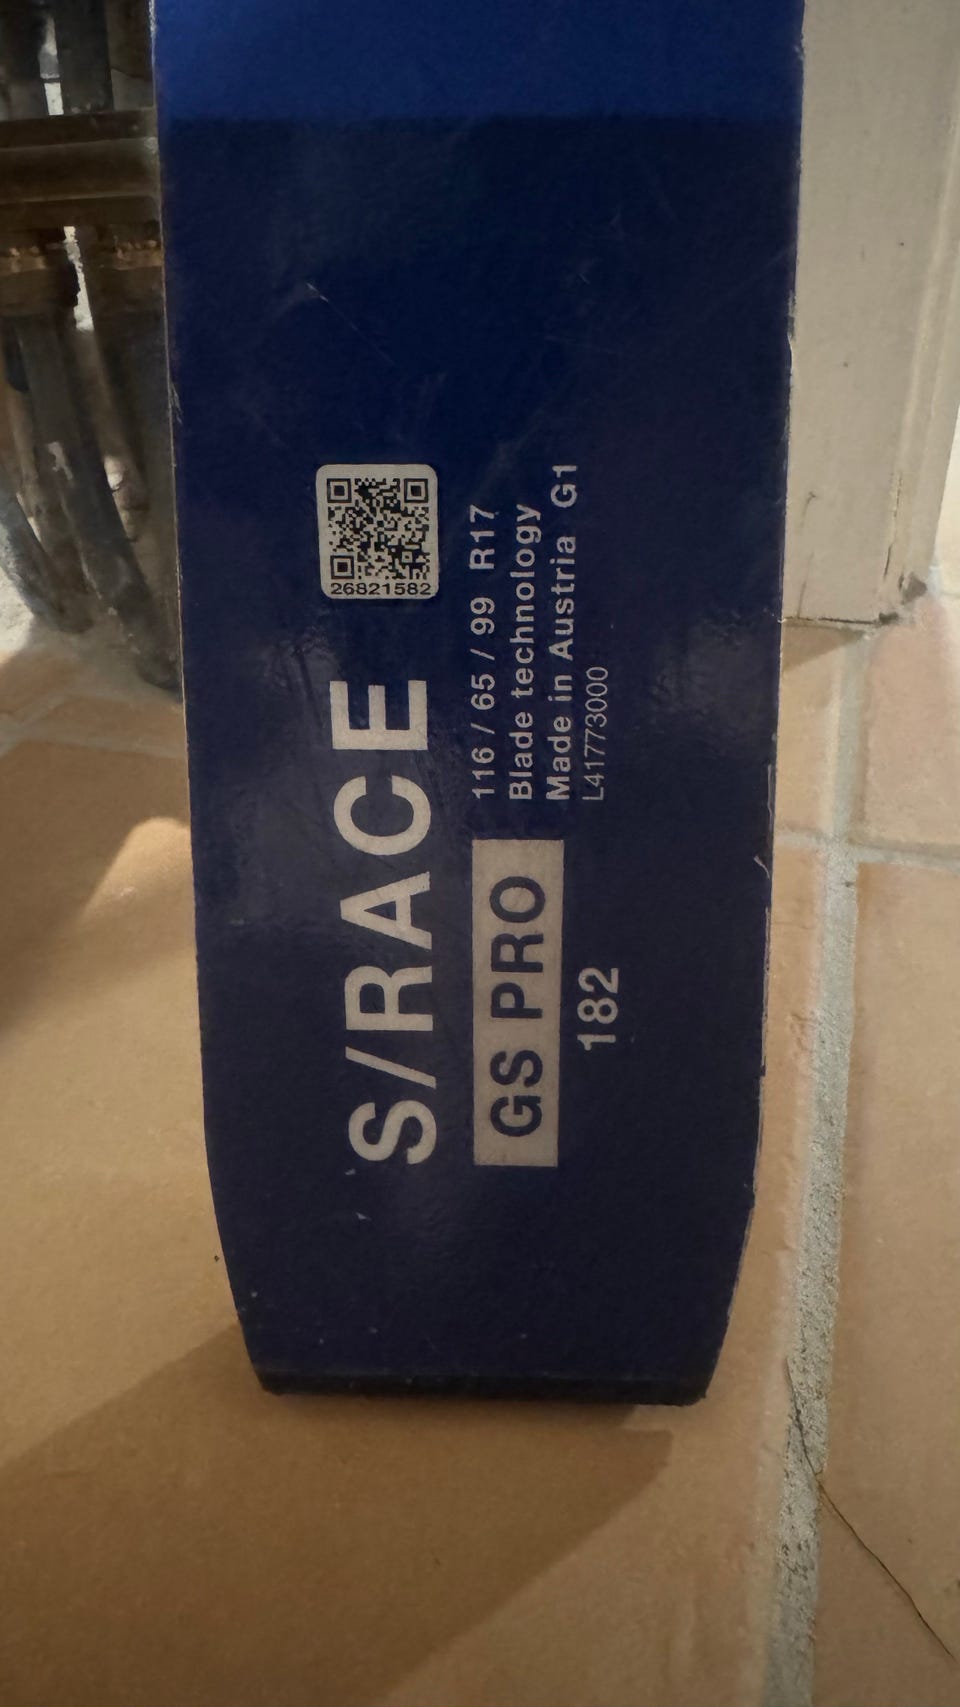 S/RACE
26821582
GS PRO
182
116 / 65 / 99 R17
Blade technology
Made in Austria G1
L41773000